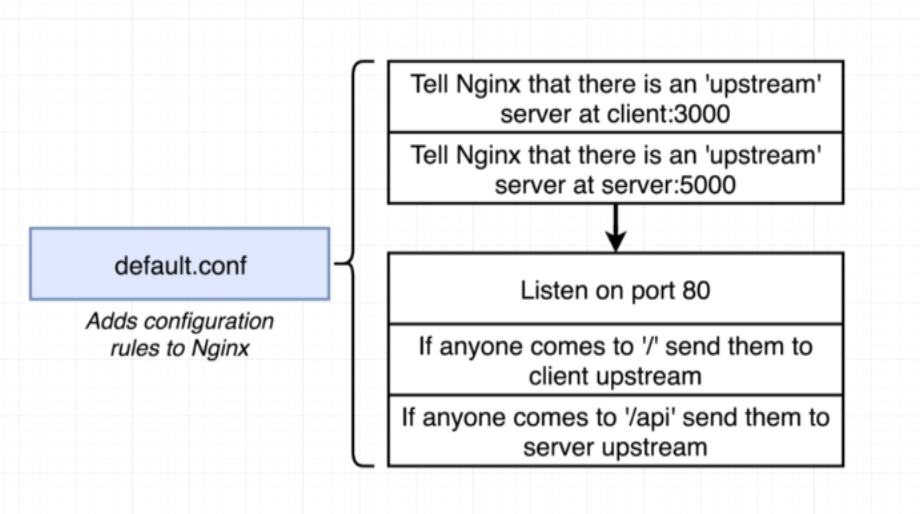 Tell Nginx that there is an 'upstream'
server at client:3000
Tell Nginx that there is an 'upstream'
server at server:5000
default.conf
Adds configuration
rules to Nginx
Listen on port 80
If anyone comes to '/' send them to
client upstream
If anyone comes to '/api' send them to
server upstream